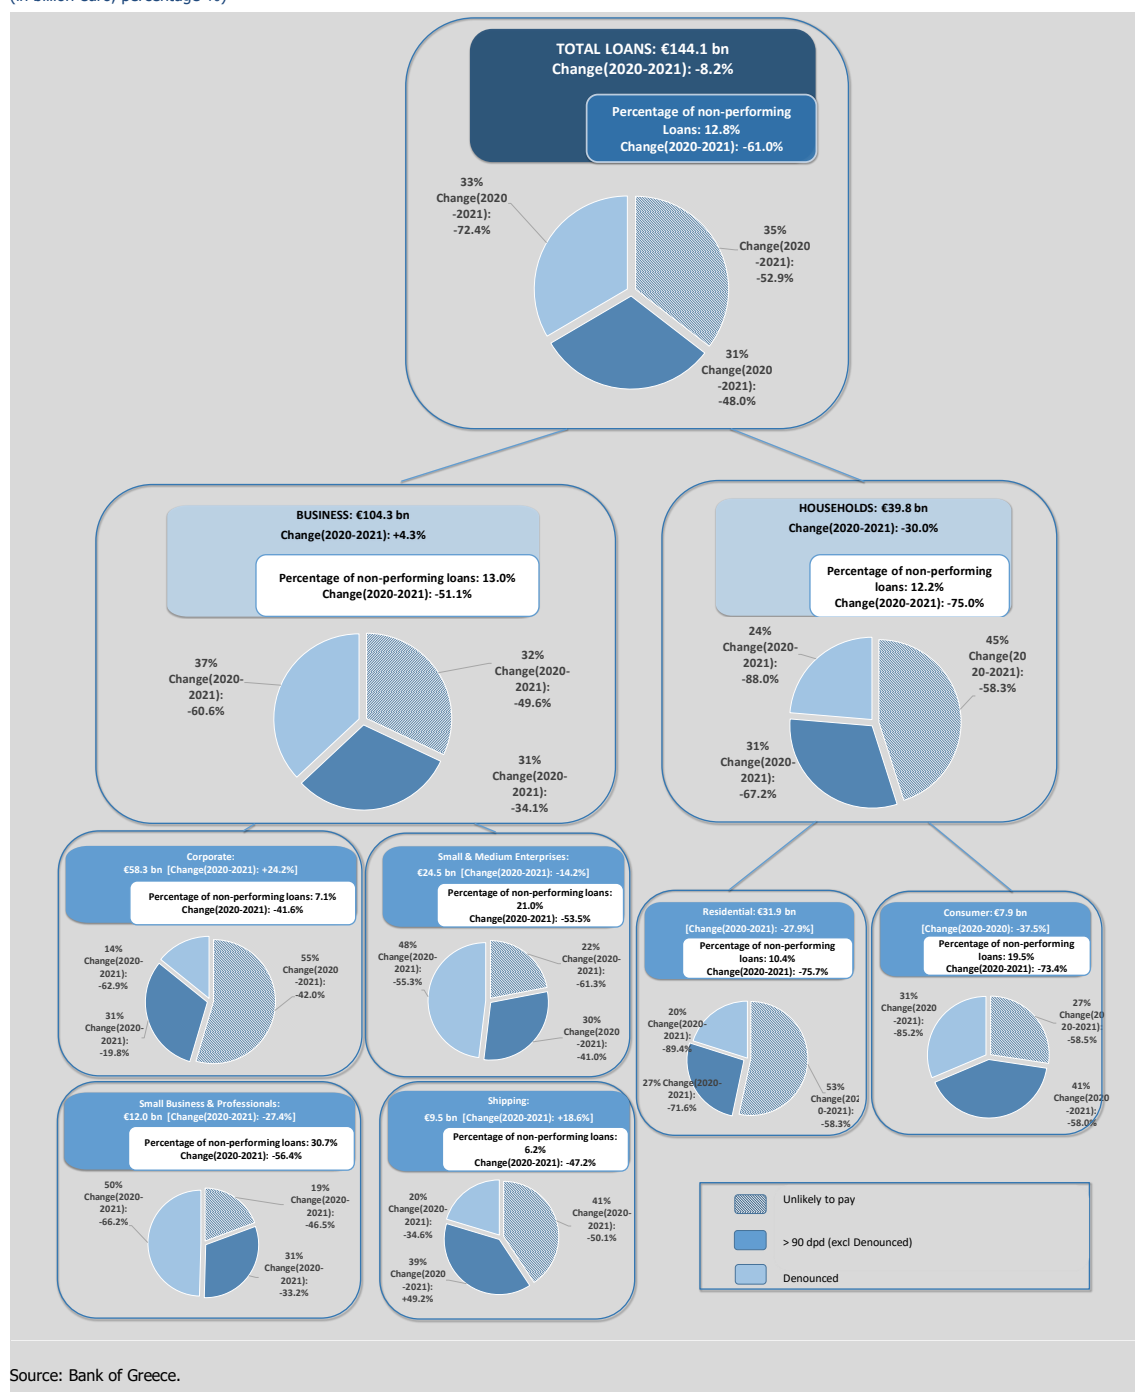 (in billion euro, percentage %)
TOTAL LOANS: €144.1 bn
Change(2020-2021): -8.2%
Percentage of non-performing
Loans: 12.8%
Change(2020-2021): -61.0%
33%
Change(2020
-2021):
-72.4%
35%
Change(2020
-2021):
-52.9%
31%
Change(2020
-2021):
-48.0%
BUSINESS: €104.3 bn
Change(2020-2021): +4.3%
Percentage of non-performing loans: 13.0%
Change(2020-2021): -51.1%
37%
Change(2020-
2021):
-60.6%
32%
Change(2020-
2021):
-49.6%
31%
Change(2020-
2021):
-34.1%
HOUSEHOLDS: €39.8 bn
Change(2020-2021): -30.0%
Percentage of non-performing
loans: 12.2%
Change(2020-2021): -75.0%
24%
Change(2020-
2021):
-88.0%
45%
Change(20
20-2021):
-58.3%
31%
Change(2020-
2021):
-67.2%
Corporate:
€58.3 bn [Change(2020-2021): +24.2%]
Percentage of non-performing loans: 7.1%
Change(2020-2021): -41.6%
14%
Change(2020-
2021):
-62.9%
55%
Change(2020
-2021):
-42.0%
31%
Change(2020-
2021):
-19.8%
Small & Medium Enterprises:
€24.5 bn [Change(2020-2021): -14.2%]
Percentage of non-performing loans:
21.0%
Change(2020-2021): -53.5%
48%
Change(2020-
2021):
-55.3%
22%
Change(2020-
2021):
-61.3%
30%
Change(2020
-2021):
-41.0%
Residential: €31.9 bn
[Change(2020-2021): -27.9%]
Percentage of non-performing
loans: 10.4%
Change(2020-2021): -75.7%
20%
Change(2020-
2021):
-89.4%
27% Change(2020-
2021):
-71.6%
53%
Change(202
0-2021):
-58.3%
Consumer: €7.9 bn
[Change(2020-2020): -37.5%]
Percentage of non-performing
loans: 19.5%
Change(2020-2021): -73.4%
31%
Change(2020
-2021):
-85.2%
27%
Change(20
20-2021):
-58.5%
41%
Change(2020
-2021):
-58.0%
Small Business & Professionals:
€12.0 bn [Change(2020-2021): -27.4%]
Percentage of non-performing loans: 30.7%
Change(2020-2021): -56.4%
50%
Change(2020-
2021):
-66.2%
19%
Change(2020-
2021):
-46.5%
31%
Change(2020-
2021):
-33.2%
Shipping:
€9.5 bn [Change(2020-2021): +18.6%]
Percentage of non-performing loans:
6.2%
Change(2020-2021): -47.2%
20%
Change(2020-
2021):
-34.6%
41%
Change(2020-
2021):
-50.1%
39%
Change(2020
-2021):
+49.2%
Unlikely to pay
> 90 dpd (excl Denounced)
Denounced
Source: Bank of Greece.